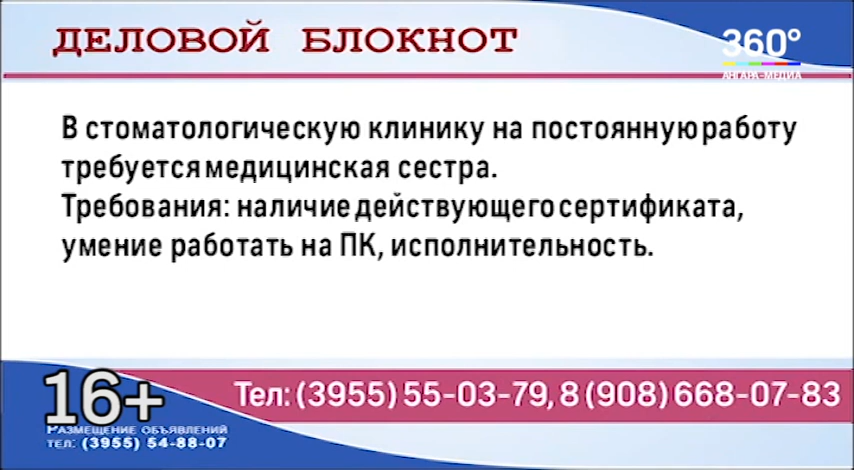 ДЕЛОВОЙ БЛОКНОТ
360°
АНГАРА-МЕДИА
В стоматологическую клинику на постоянную работу
требуется медицинская сестра.
Требования: наличие действующего сертификата,
умение работать на ПК, исполнительность.
Тел: (3955) 55-03-79, 8 (908) 668-07-83
16+
РАЗМЕЩЕНИЕ ОБЪЯВЛЕНИЙ
ТЕЛ: (3955) 54-88-07